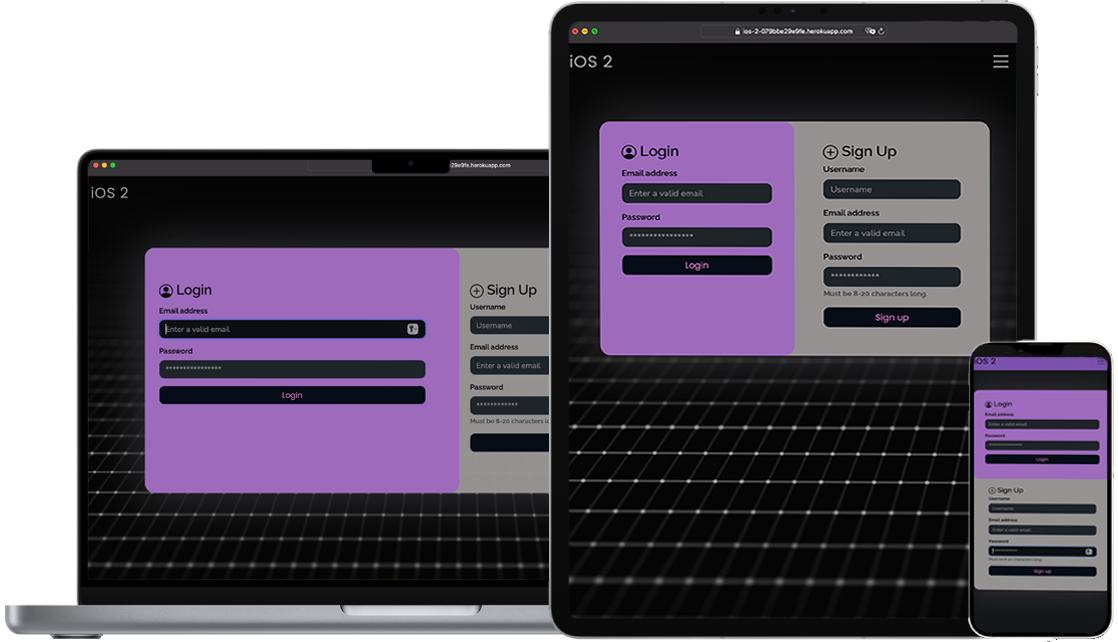 29e9fe.herokuapp.com
iOS 2
Login
Email address
Enter a valid email
Password
****************
Login
Sign Up
Username
Username
Email address
Enter a valid email
Password
************
Must be 8-20 characters
ios-2-079bbe29e9fe.herokuapp.com
iOS 2
Login
Email address
Enter a valid email
Password
****************
Login
Sign Up
Username
Username
Email address
Enter a valid email
Password
************
Must be 8-20 characters long.
Sign up
iOS 2
Login
Email address
Enter a valid email
Password
Login
Sign Up
Username
Username
Email address
Enter a valid email
Password
Must be 8-20 characters long.
Sign up